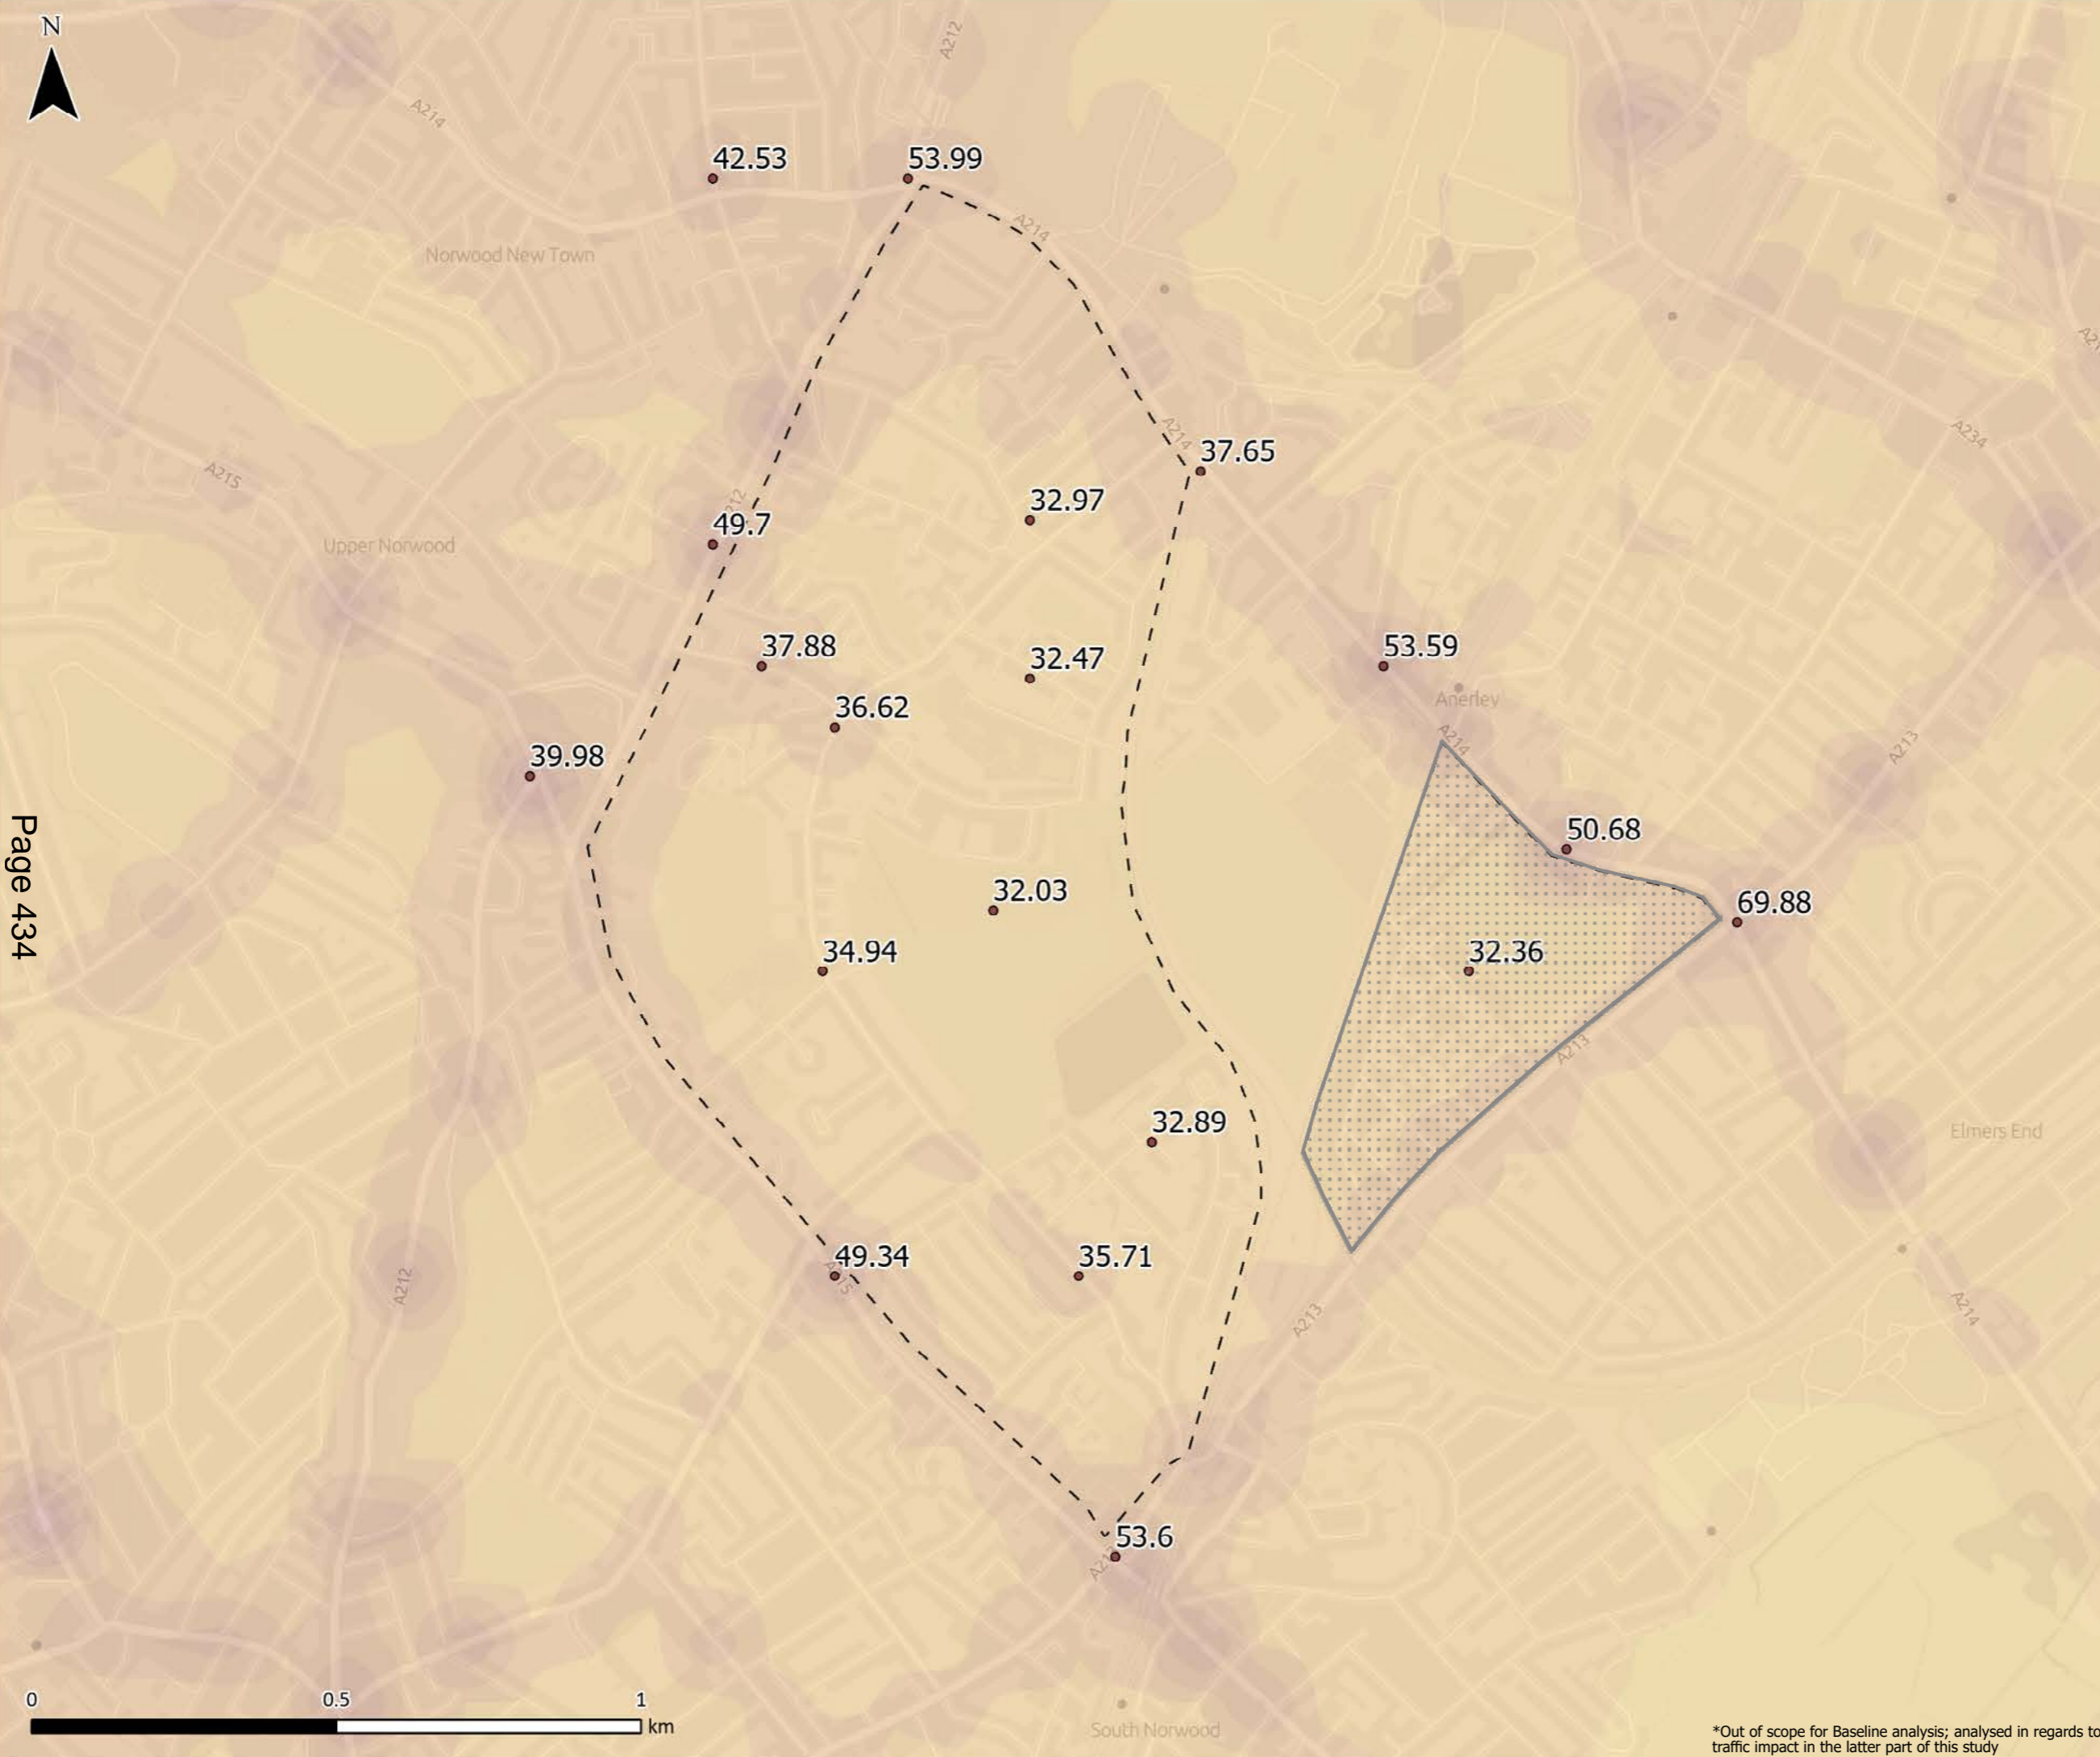 N
A212
A214
42.53
53.99
A214
Norwood New Town
A214
37.65
A234
A215
32.97
49.7
Upper Norwood
37.88
32.47
53.59
Anerley
36.62
A214
A213
39.98
Page 434
50.68
32.03
69.88
34.94
32.36
A213
32.89
Elmers End
49.34
35.71
A212
A213
A214
53.6
0 0.5 1
km
South Norwood
*Out of scope for Baseline analysis; analysed in regards to
traffic impact in the latter part of this study